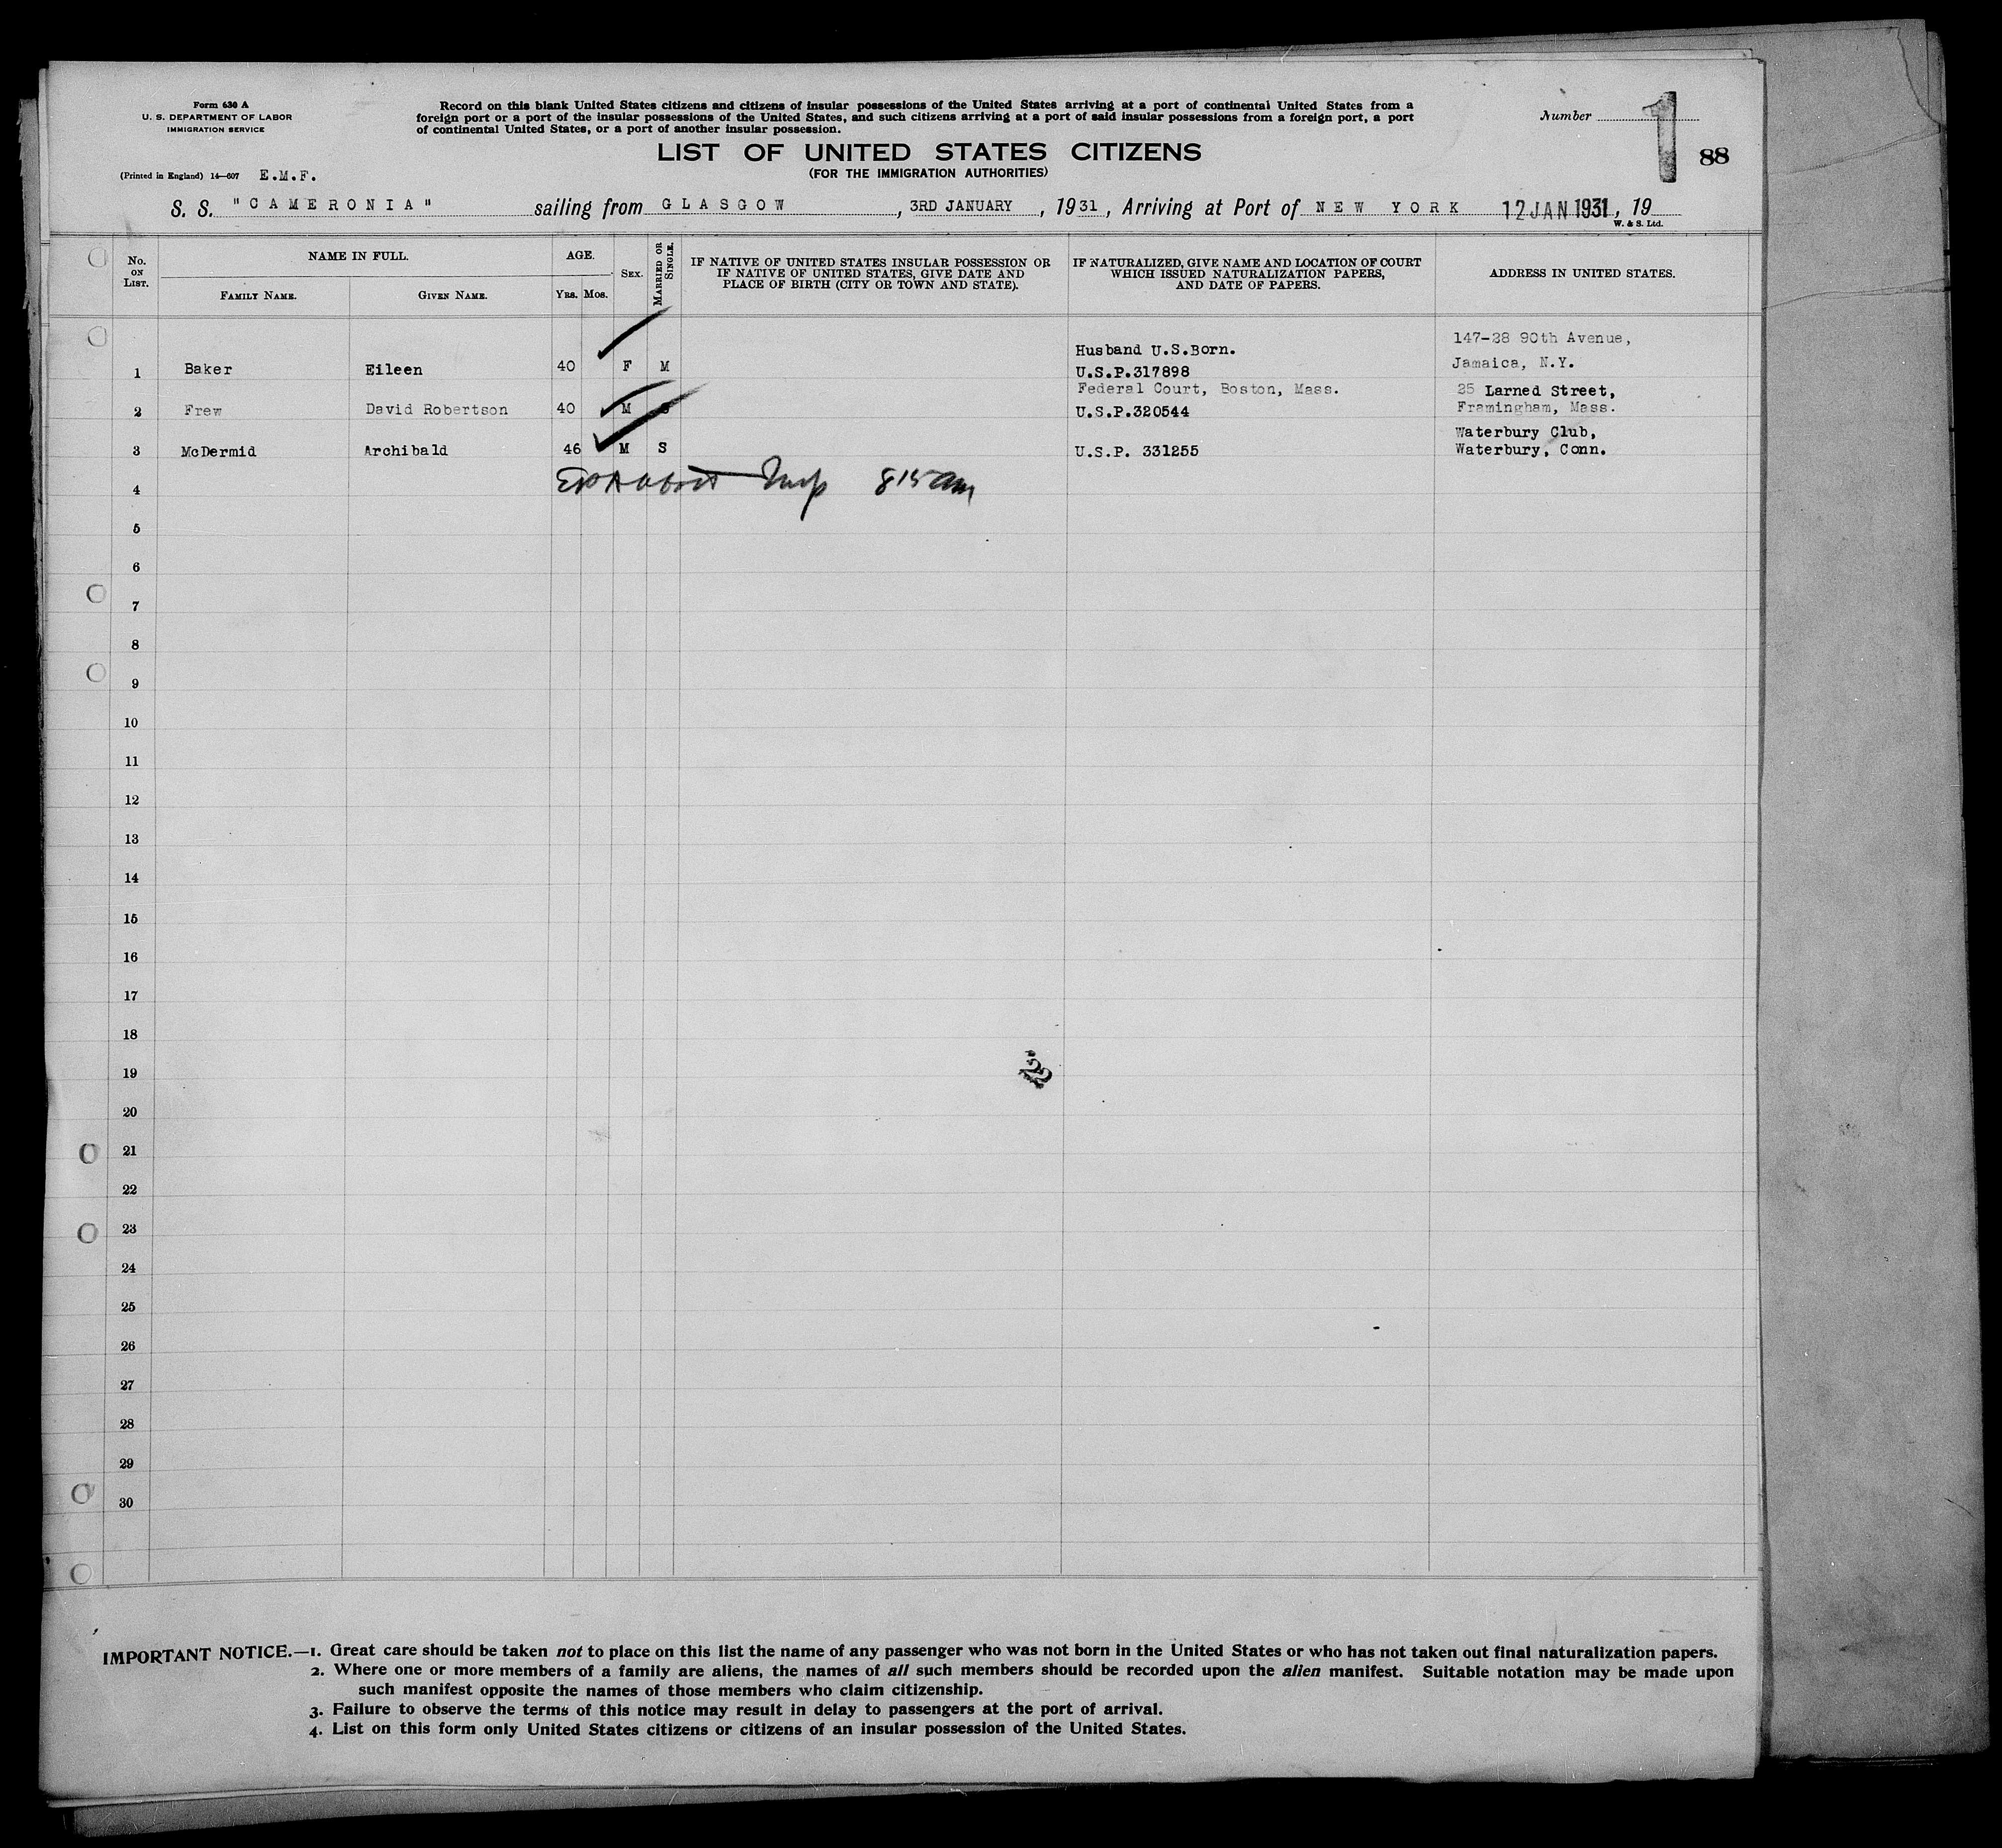 Form 630 A
U. S. DEPARTMENT OF LABOR
IMMIGRATION SERVICE
Record on this blank United States citizens and citizens of insular possessions of the United States arriving at a port of continental United States from a
foreign port or a port of the insular possessions of the United States, and such citizens arriving at a port of said insular possessions from a foreign port, a port
of continental United States, or a port of another insular possession.
Number 1
88
LIST OF UNITED STATES CITIZENS
(FOR THE IMMIGRATION AUTHORITIES)
(Printed in England) 14—607 E.M.F.
S. S. "CAMERONIA" sailing from GLASGOW, 3RD JANUARY, 1931, Arriving at Port of NEW YORK 12 JAN 1931, 19
W. & S. Ltd.
No. ON LIST.
NAME IN FULL.
FAMILY NAME.
GIVEN NAME.
AGE.
YRS. MOS.
SEX.
MARRIED OR SINGLE.
IF NATIVE OF UNITED STATES INSULAR POSSESSION OR
IF NATIVE OF UNITED STATES, GIVE DATE AND
PLACE OF BIRTH (CITY OR TOWN AND STATE).
IF NATURALIZED, GIVE NAME AND LOCATION OF COURT
WHICH ISSUED NATURALIZATION PAPERS,
AND DATE OF PAPERS.
ADDRESS IN UNITED STATES.
147-28 90th Avenue,
Husband U.S.Born.
Jamaica, N.Y.
1 Baker Eileen 40 F M U.S.P.317898
Federal Court, Boston, Mass. 25 Larned Street,
2 Frew David Robertson 40 M S U.S.P.320544 Framingham, Mass.
Waterbury Club,
3 McDermid Archibald 46 M S U.S.P. 331255 Waterbury, Conn.
4 815 am
5
6
7
8
9
10
11
12
13
14
15
16
17
18
19
20
21
22
23
24
25
26
27
28
29
30
IMPORTANT NOTICE.—1. Great care should be taken not to place on this list the name of any passenger who was not born in the United States or who has not taken out final naturalization papers.
2. Where one or more members of a family are aliens, the names of all such members should be recorded upon the alien manifest. Suitable notation may be made upon
such manifest opposite the names of those members who claim citizenship.
3. Failure to observe the terms of this notice may result in delay to passengers at the port of arrival.
4. List on this form only United States citizens or citizens of an insular possession of the United States.